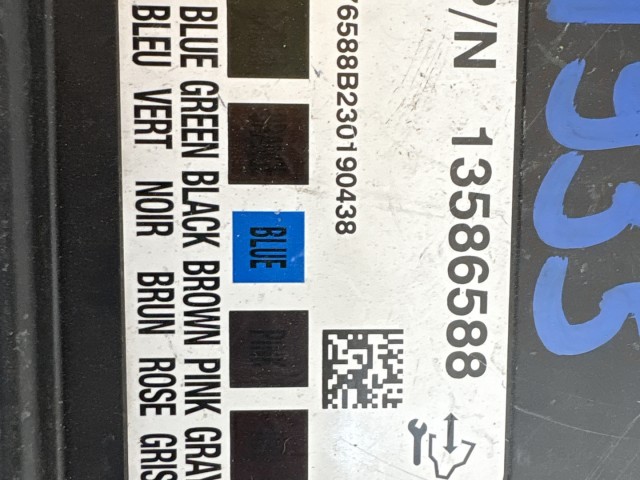 P/N 13586588
76588B230190438
BLUE
BLUE GREEN BLACK BROWN PINK GRAY
BLEU VERT NOIR BRUN ROSE GRIS